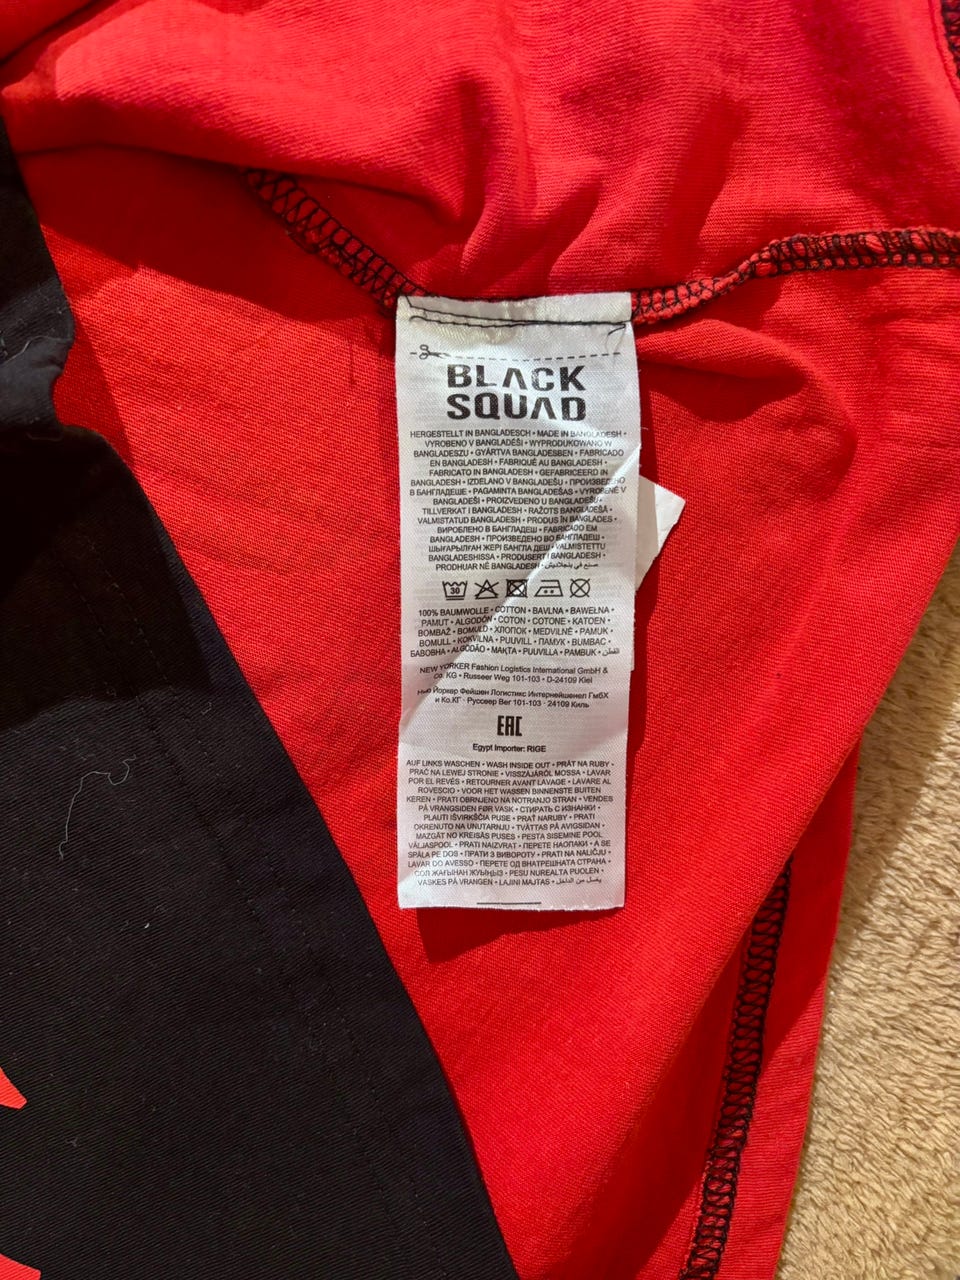 BLACK
SQUAD
HERGESTELLT IN BANGLADESCH • MADE IN BANGLADESH •
VYROBENO V BANGLADÉŠI • WYPRODUKOWANO W
BANGLADESZU • GYÁRTVA BANGLADESBEN • FABRICADO
EN BANGLADESH • FABRIQUÉ AU BANGLADESH •
FABRICATO IN BANGLADESH • GEFABRICEERD IN
BANGLADESH • IZDELANO V BANGLADEŠU • ПРОИЗВЕДЕНО
В БАНГЛАДЕШЕ • PAGAMINTA BANGLADEŠAS • VYROBENÉ V
BANGLADÉŠI • PROIZVEDENO U BANGLADEŠU •
TILLVERKAT I BANGLADESH • RAŽOTS BANGLADEŠĀ •
VALMISTATUD BANGLADESH • PRODUS ÎN BANGLADES •
ВИРОБЛЕНО В БАНГЛАДЕШ • FABRICADO EM
BANGLADESH • ПРОИЗВЕДЕНО ВО БАНГЛАДЕШ •
ШЫҒАРЫЛҒАН ЖЕРІ БАНГЛА ДЕШ • VALMISTETTU
BANGLADESHISSA • PRODUSERT I BANGLADESH •
PRODHUAR NË BANGLADESH • صنع في بنجلاديش
30
100% BAUMWOLLE • COTTON • BAVLNA • BAWEŁNA •
PAMUT • ALGODÓN • COTON • COTONE • KATOEN •
BOMBAŽ • BOMULD • ХЛОПОК • MEDVILNĖ • PAMUK •
BOMULL • KOKVILNA • PUUVILL • ПАМУК • BUMBAC •
БАВОВНА • ALGODÃO • МАҚТА • PUUVILLA • PAMBUK • القطن
NEW YORKER Fashion Logistics International GmbH &
Co. KG • Russeer Weg 101-103 • D-24109 Kiel
Нью Йоркер Фейшен Логистикс Интернейшенел ГмбХ
и Ко.КГ · Руссеер Вег 101-103 · 24109 Киль
EAC
Egypt Importer: RIGE
AUF LINKS WASCHEN • WASH INSIDE OUT • PRÁT NA RUBY •
PRAĆ NA LEWEJ STRONIE • VISSZÁJÁRÓL MOSSA • LAVAR
POR EL REVÉS • RETOURNER AVANT LAVAGE • LAVARE AL
ROVESCIO • VOOR HET WASSEN BINNENSTE BUITEN
KEREN • PRATI OBRNJENO NA NOTRANJO STRAN • VENDES
PÅ VRANGSIDEN FØR VASK • СТИРАТЬ С ИЗНАНКИ •
PLAUTI IŠVIRKŠČIA PUSE • PRAŤ NARUBY • PRATI
OKRENUTO NA UNUTARNJU • TVÄTTAS PÅ AVIGSIDAN •
MAZGĀT NO KREISĀS PUSES • PESTA SISEMINE POOL
VÄLJASPOOL • PRATI NAIZVRAT • ПЕРЕТЕ НАОПАКИ • A SE
SPĂLA PE DOS • ПРАТИ З ВИВОРОТУ • PRATI NA NALIČJU •
LAVAR DO AVESSO • ПЕРЕТЕ ОД ВНАТРЕШНАТА СТРАНА •
СОЛ ЖАҒЫНАН ЖУЫҢЫЗ • PESU NUREALTA PUOLEN •
VASKES PÅ VRANGEN • LAJINI MAJTAS • يغسل من الداخل